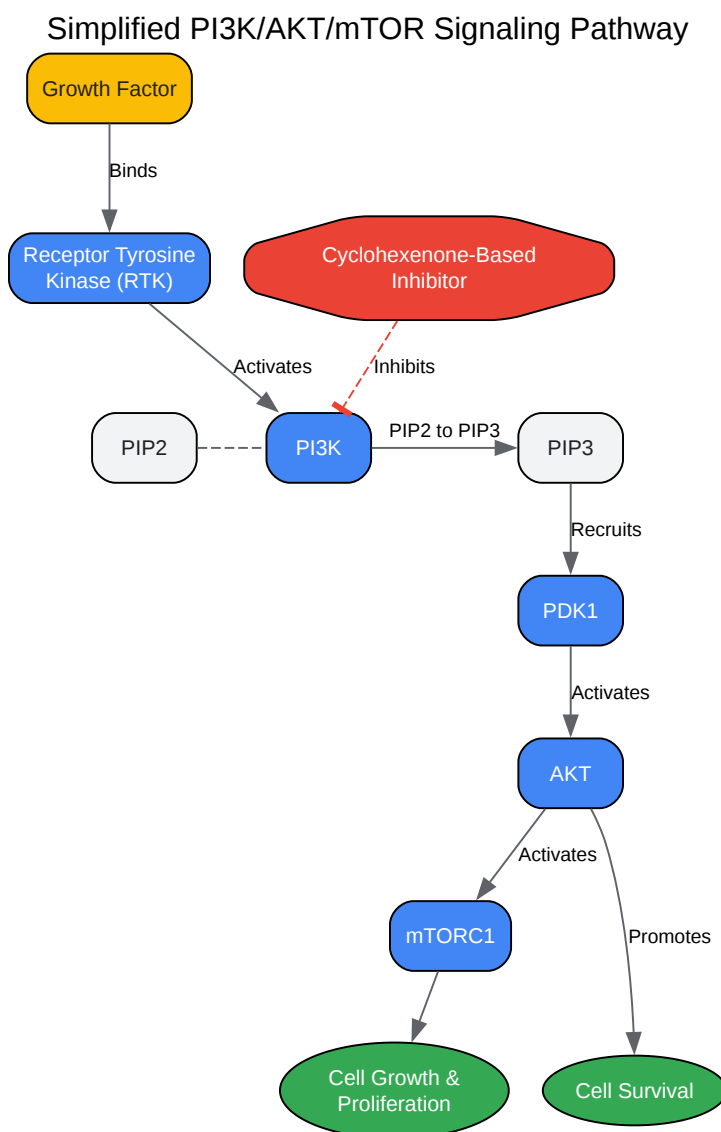 Simplified PI3K/AKT/mTOR Signaling Pathway
Growth Factor
Binds
Receptor Tyrosine
Kinase (RTK)
Cyclohexenone-Based
Inhibitor
Activates
Inhibits
PIP2
PI3K
PIP2 to PIP3
PIP3
Recruits
PDK1
Activates
AKT
Activates
mTORC1
Promotes
Cell Growth &
Proliferation
Cell Survival